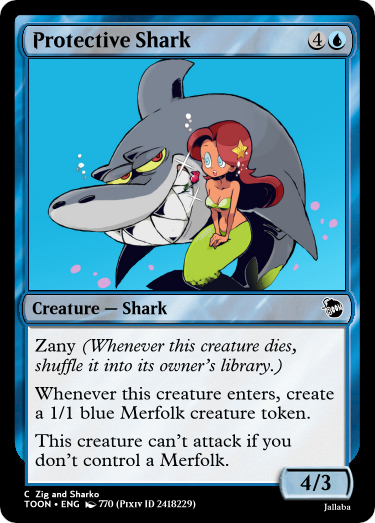 Protective Shark 4
Creature — Shark
Zany (Whenever this creature dies,
shuffle it into its owner's library.)
Whenever this creature enters, create
a 1/1 blue Merfolk creature token.
This creature can't attack if you
don't control a Merfolk.
4/3
C Zig and Sharko
TOON • ENG 770 (Pixiv ID 2418229)
Jallaba